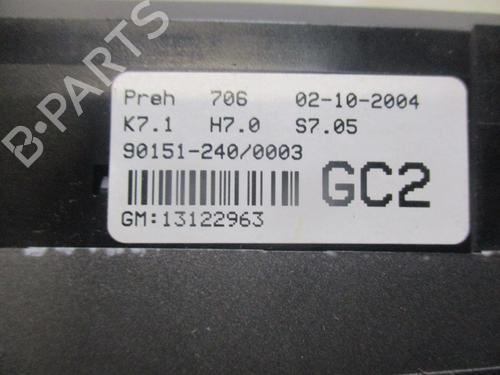 Preh 706 02-10-2004
K7.1 H7.0 S7.05
90151-240/0003
GC2
GM:13122963
B-PARTS